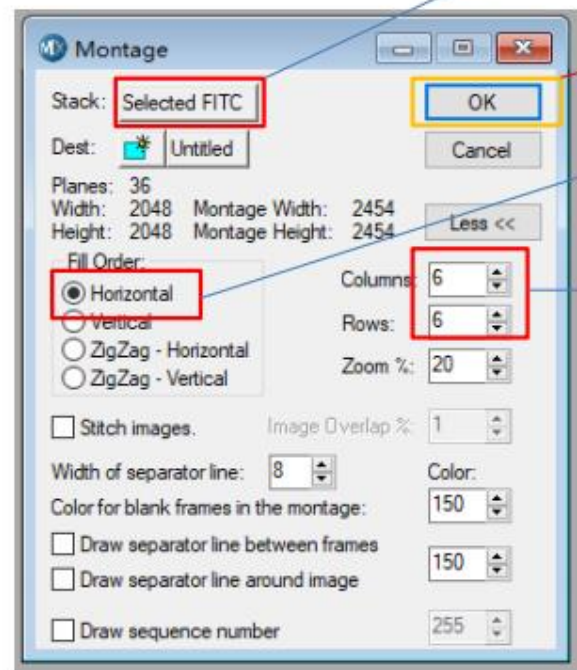 Montage
Stack: Selected FITC OK
Dest: Untitled Cancel
Planes: 36
Width: 2048 Montage Width: 2454
Height: 2048 Montage Height: 2454 Less <<
Fill Order:
Horizontal Columns: 6
Vertical Rows: 6
ZigZag - Horizontal Zoom %: 20
ZigZag - Vertical
Stitch images. Image Overlap %: 1
Width of separator line: 8 Color:
Color for blank frames in the montage: 150
Draw separator line between frames 150
Draw separator line around image
Draw sequence number 255